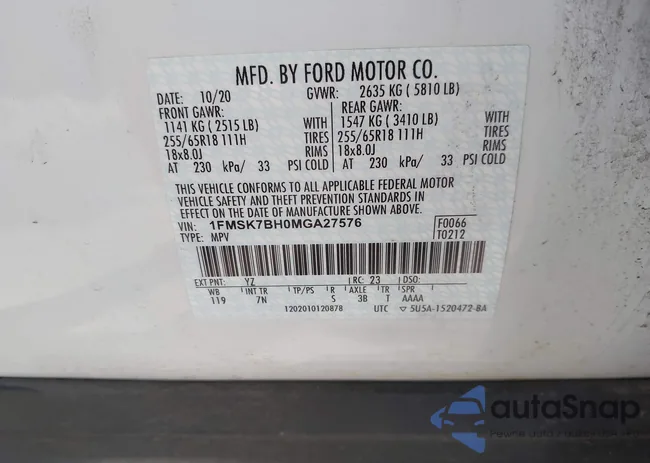 MFD. BY FORD MOTOR CO.
DATE: 10/20 GVWR: 2635 KG ( 5810 LB)
FRONT GAWR: REAR GAWR:
1141 KG ( 2515 LB) WITH 1547 KG ( 3410 LB) WITH
255/65R18 111H TIRES 255/65R18 111H TIRES
18x8.0J RIMS 18x8.0J RIMS
AT 230 kPa/ 33 PSI COLD AT 230 kPa/ 33 PSI COLD
THIS VEHICLE CONFORMS TO ALL APPLICABLE FEDERAL MOTOR
VEHICLE SAFETY AND THEFT PREVENTION STANDARDS IN
EFFECT ON THE DATE OF MANUFACTURE SHOWN ABOVE.
VIN: 1FMSK7BH0MGA27576 F0066
TYPE: MPV T0212
EXT PNT: YZ RC: 23 DSO:
WB INT TR TP/PS R AXLE TR SPR
119 7N S 3B T AAAA
1202010120878 UTC ▽ 5U5A-1520472-BA
autoSnap